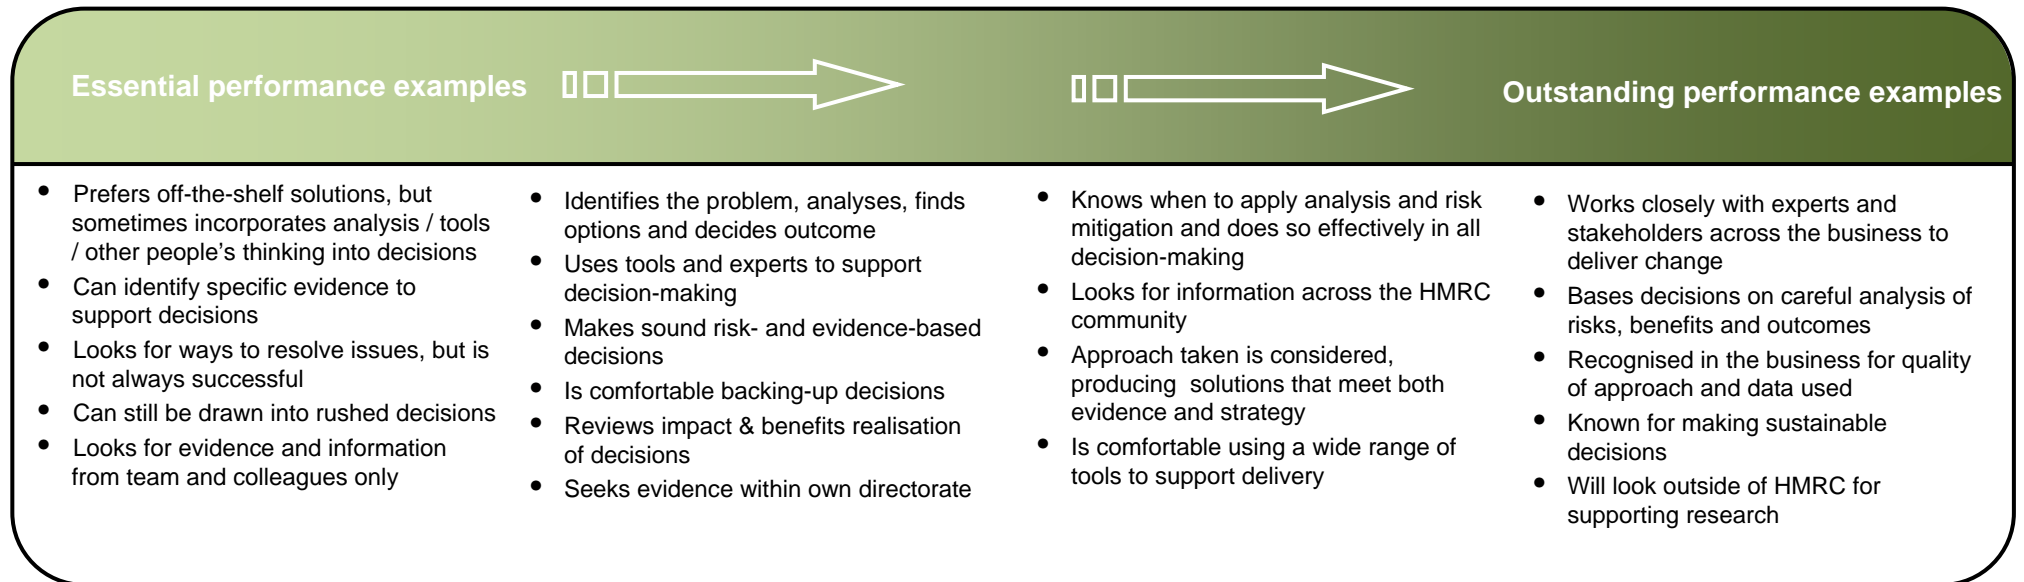 Essential performance examples
Outstanding performance examples
• Prefers off-the-shelf solutions, but
sometimes incorporates analysis / tools
/ other people's thinking into decisions
• Can identify specific evidence to
support decisions
• Looks for ways to resolve issues, but is
not always successful
• Can still be drawn into rushed decisions
• Looks for evidence and information
from team and colleagues only
• Identifies the problem, analyses, finds
options and decides outcome
• Uses tools and experts to support
decision-making
• Makes sound risk- and evidence-based
decisions
• Is comfortable backing-up decisions
• Reviews impact & benefits realisation
of decisions
• Seeks evidence within own directorate
• Knows when to apply analysis and risk
mitigation and does so effectively in all
decision-making
• Looks for information across the HMRC
community
• Approach taken is considered,
producing  solutions that meet both
evidence and strategy
• Is comfortable using a wide range of
tools to support delivery
• Works closely with experts and
stakeholders across the business to
deliver change
• Bases decisions on careful analysis of
risks, benefits and outcomes
• Recognised in the business for quality
of approach and data used
• Known for making sustainable
decisions
• Will look outside of HMRC for
supporting research